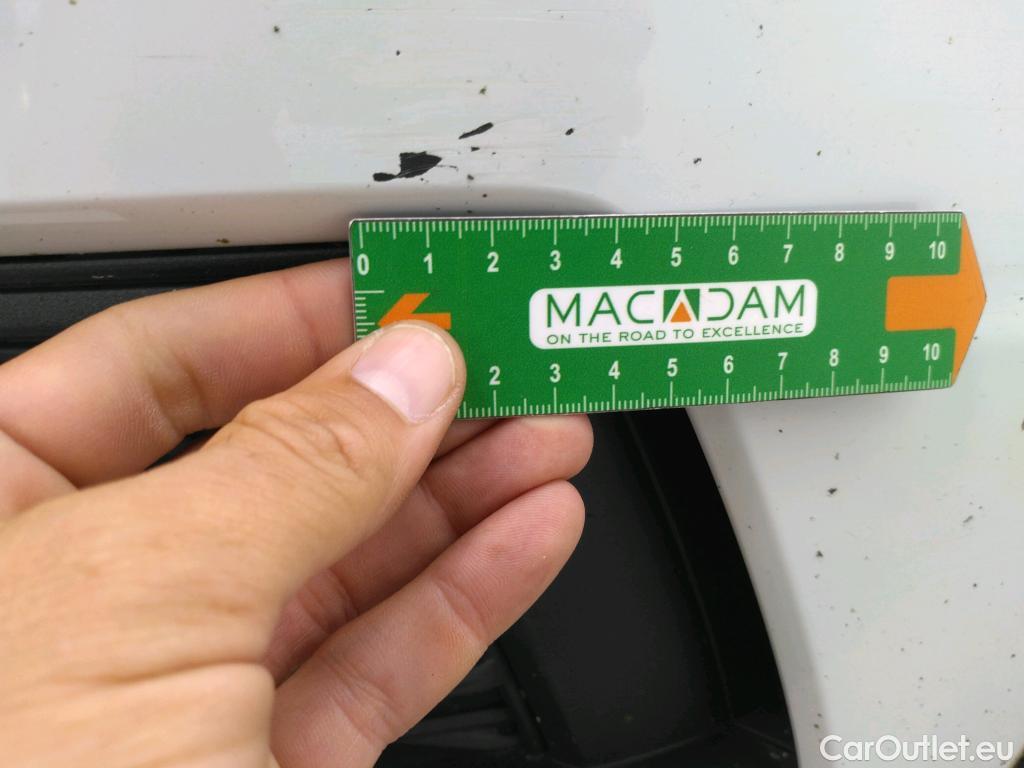 0 1 2 3 4 5 6 7 8 9 10
MACADAM
ON THE ROAD TO EXCELLENCE
2 3 4 5 6 7 8 9 10
CarOutlet.eu